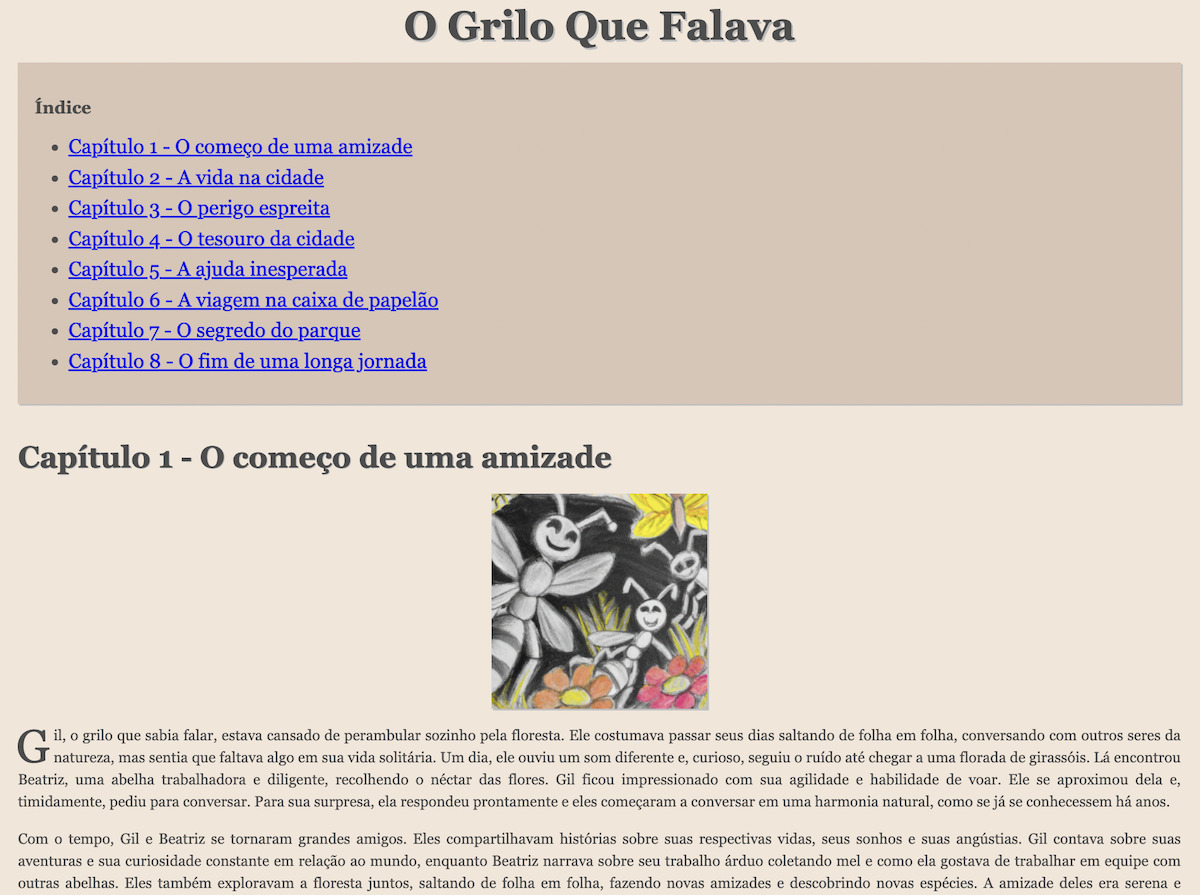 O Grilo Que Falava
Índice
Capítulo 1 - O começo de uma amizade
Capítulo 2 - A vida na cidade
Capítulo 3 - O perigo espreita
Capítulo 4 - O tesouro da cidade
Capítulo 5 - A ajuda inesperada
Capítulo 6 - A viagem na caixa de papelão
Capítulo 7 - O segredo do parque
Capítulo 8 - O fim de uma longa jornada
Capítulo 1 - O começo de uma amizade
Gil, o grilo que sabia falar, estava cansado de perambular sozinho pela floresta. Ele costumava passar seus dias saltando de folha em folha, conversando com outros seres da
natureza, mas sentia que faltava algo em sua vida solitária. Um dia, ele ouviu um som diferente e, curioso, seguiu o ruído até chegar a uma florada de girassóis. Lá encontrou
Beatriz, uma abelha trabalhadora e diligente, recolhendo o néctar das flores. Gil ficou impressionado com sua agilidade e habilidade de voar. Ele se aproximou dela e,
timidamente, pediu para conversar. Para sua surpresa, ela respondeu prontamente e eles começaram a conversar em uma harmonia natural, como se já se conhecessem há anos.
Com o tempo, Gil e Beatriz se tornaram grandes amigos. Eles compartilhavam histórias sobre suas respectivas vidas, seus sonhos e suas angústias. Gil contava sobre suas
aventuras e sua curiosidade constante em relação ao mundo, enquanto Beatriz narrava sobre seu trabalho árduo coletando mel e como ela gostava de trabalhar em equipe com
outras abelhas. Eles também exploravam a floresta juntos, saltando de folha em folha, fazendo novas amizades e descobrindo novas espécies. A amizade deles era serena e